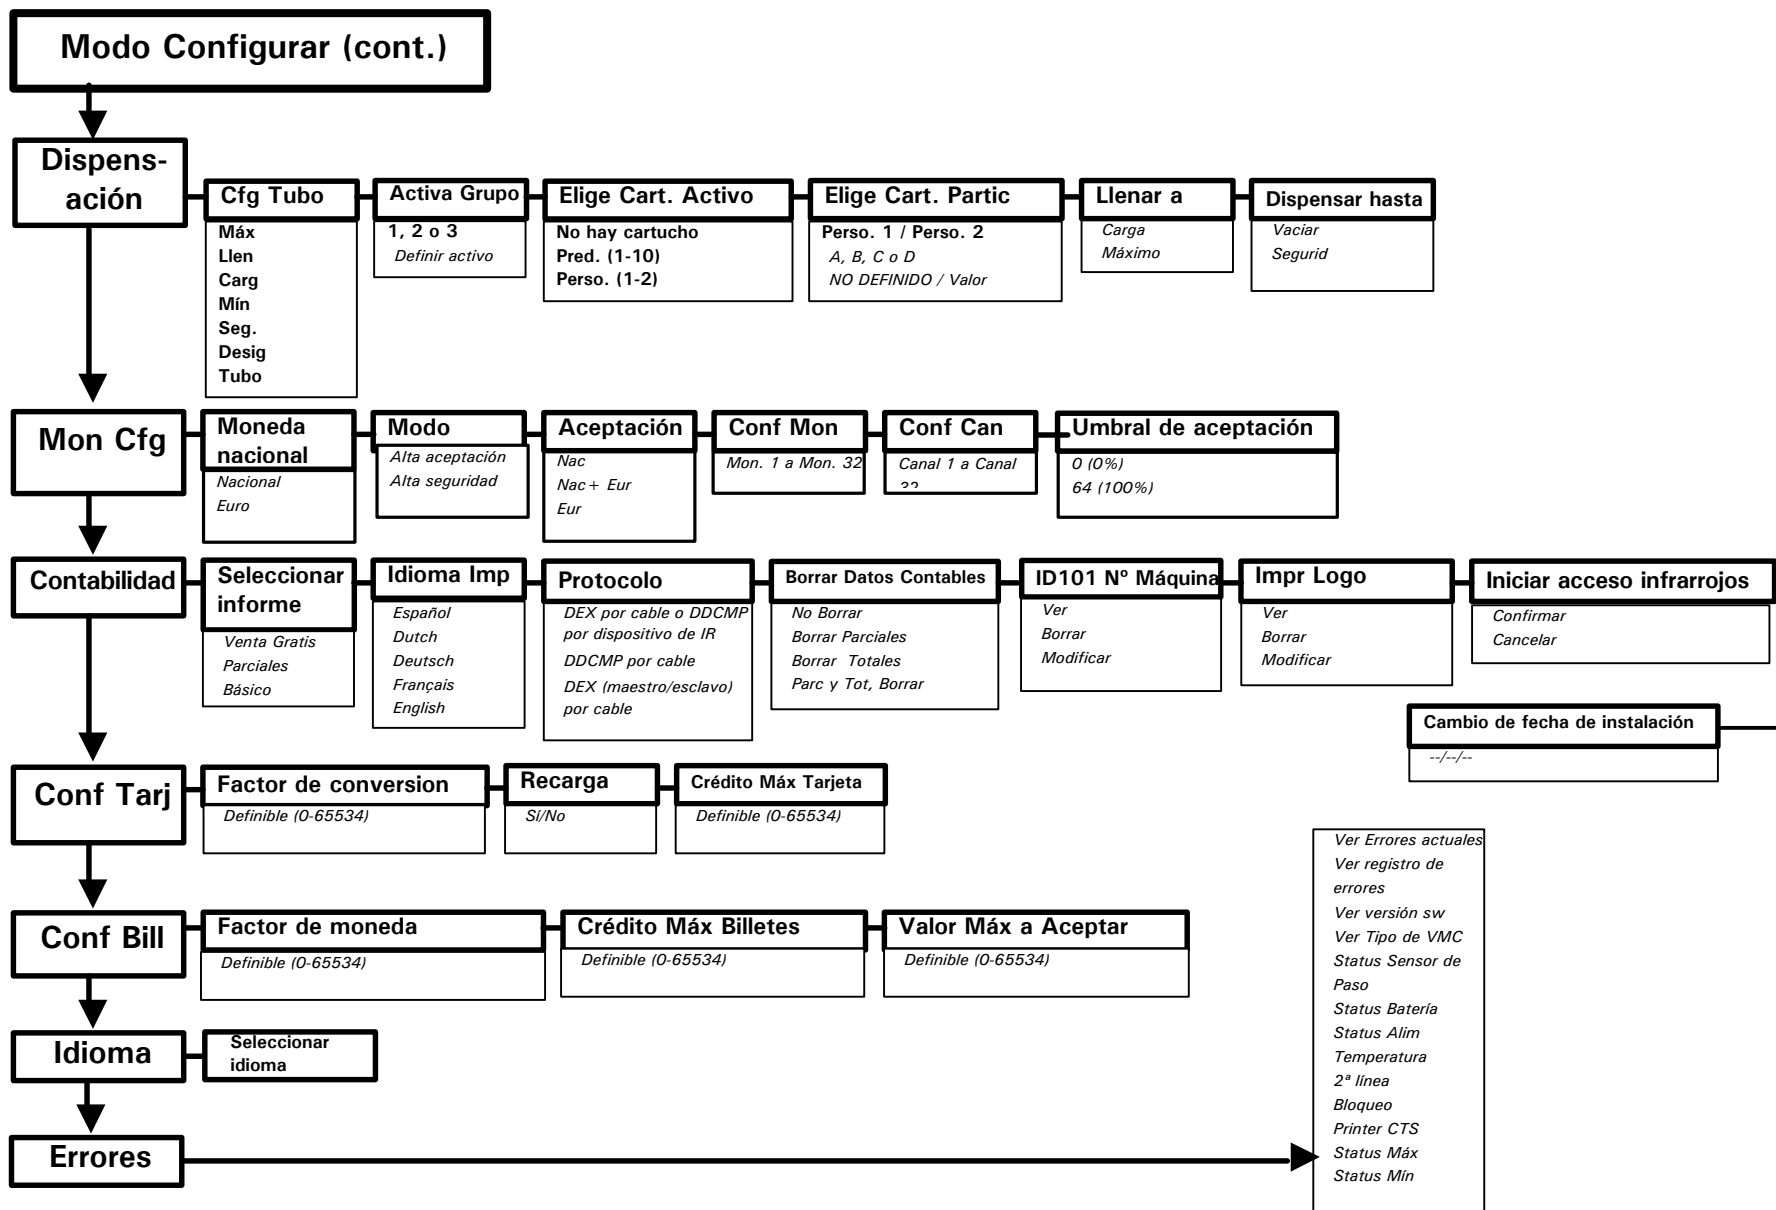 Modo Configurar (cont.)
Dispens-
ación
Cfg Tubo
Máx
Llen
Carg
Mín
Seg.
Desig
Tubo
Activa Grupo
1, 2 o 3
Definir activo
Elige Cart. Activo
No hay cartucho
Pred. (1-10)
Perso. (1-2)
Elige Cart. Partic
Perso. 1 / Perso. 2
A, B, C o D
NO DEFINIDO / Valor
Llenar a
Carga
Máximo
Dispensar hasta
Vaciar
Segurid
Mon Cfg
Moneda
nacional
Nacional
Euro
Modo
Alta aceptación
Alta seguridad
Aceptación
Nac
Nac+ Eur
Eur
Conf Mon
Mon. 1 a Mon. 32
Conf Can
Canal 1 a Canal
32
Umbral de aceptación
0 (0%)
64 (100%)
Contabilidad
Seleccionar
informe
Venta Gratis
Parciales
Básico
Idioma Imp
Español
Dutch
Deutsch
Français
English
Protocolo
DEX por cable o DDCMP
por dispositivo de IR
DDCMP por cable
DEX (maestro/esclavo)
por cable
Borrar Datos Contables
No Borrar
Borrar Parciales
Borrar Totales
Parc y Tot, Borrar
ID101 Nº Máquina
Ver
Borrar
Modificar
Impr Logo
Ver
Borrar
Modificar
Iniciar acceso infrarrojos
Confirmar
Cancelar
Cambio de fecha de instalación
--/--/--
Conf Tarj
Factor de conversion
Definible (0-65534)
Recarga
Sí/No
Crédito Máx Tarjeta
Definible (0-65534)
Conf Bill
Factor de moneda
Definible (0-65534)
Crédito Máx Billetes
Definible (0-65534)
Valor Máx a Aceptar
Definible (0-65534)
Idioma
Seleccionar
idioma
Errores
Ver Errores actuales
Ver registro de
errores
Ver versión sw
Ver Tipo de VMC
Status Sensor de
Paso
Status Batería
Status Alim
Temperatura
2ª línea
Bloqueo
Printer CTS
Status Máx
Status Mín